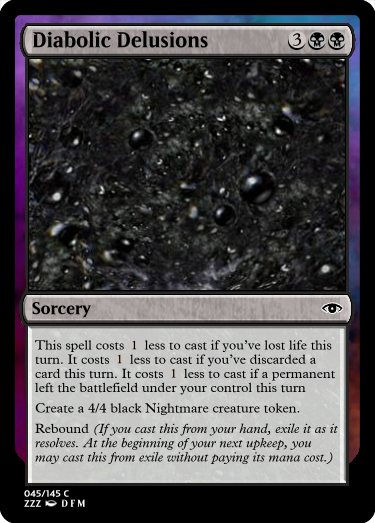 Diabolic Delusions 3
Sorcery
This spell costs 1 less to cast if you've lost life this
turn. It costs 1 less to cast if you've discarded a
card this turn. It costs 1 less to cast if a permanent
left the battlefield under your control this turn
Create a 4/4 black Nightmare creature token.
Rebound (If you cast this from your hand, exile it as it
resolves. At the beginning of your next upkeep, you
may cast this from exile without paying its mana cost.)
045/145 C
ZZZ DFM